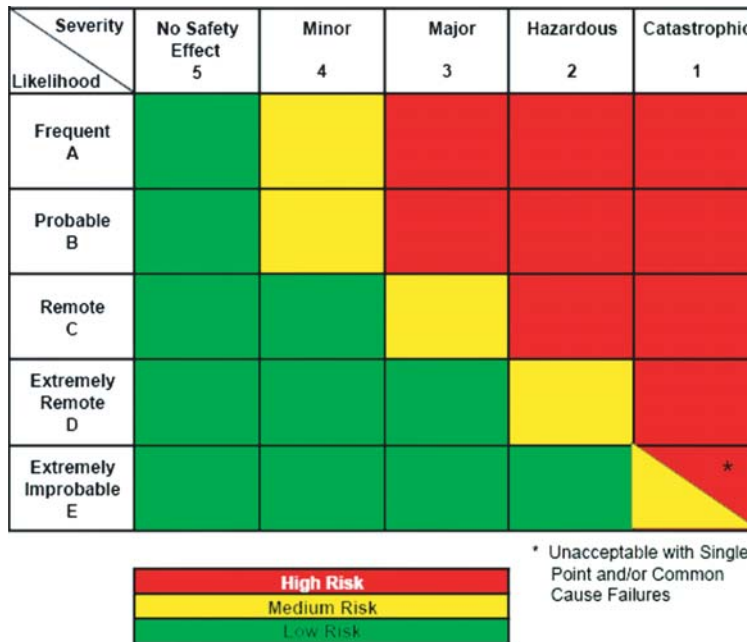 Severity
Likelihood
No Safety
Effect
5
Minor
4
Major
3
Hazardous
2
Catastrophic
1
Frequent
A
Probable
B
Remote
C
Extremely
Remote
D
Extremely
Improbable
E
*
* Unacceptable with Single
Point and/or Common
Cause Failures
High Risk
Medium Risk
Low Risk